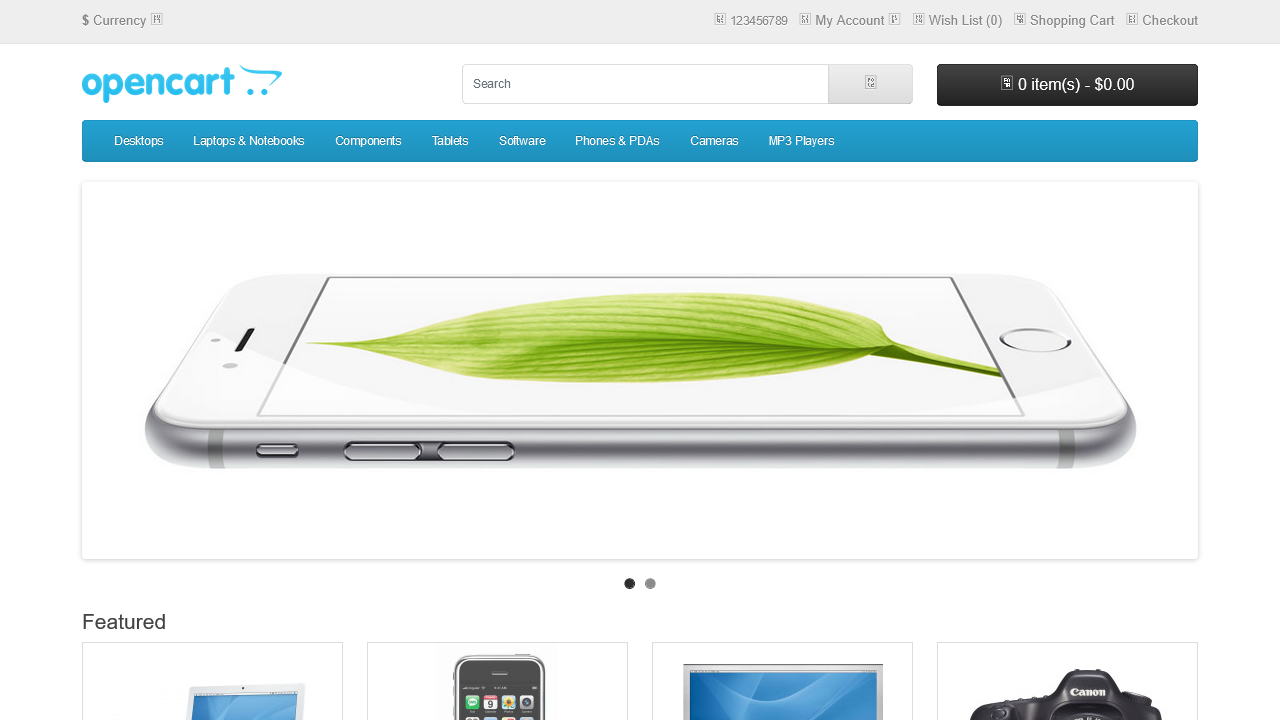 $ Currency
123456789 My Account Wish List (0) Shopping Cart Checkout
opencart
Search
0 item(s) - $0.00
Desktops Laptops & Notebooks Components Tablets Software Phones & PDAs Cameras MP3 Players
Featured
Canon